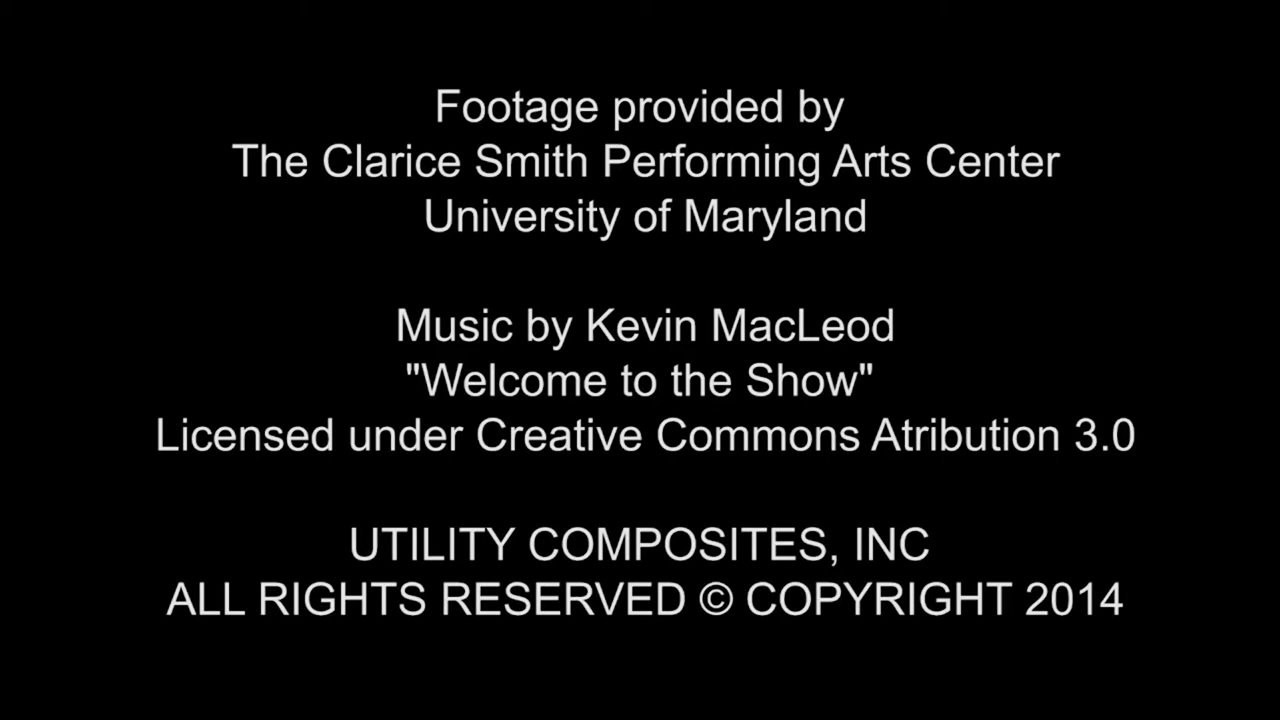 Footage provided by
The Clarice Smith Performing Arts Center
University of Maryland
Music by Kevin MacLeod
"Welcome to the Show"
Licensed under Creative Commons Atribution 3.0
UTILITY COMPOSITES, INC
ALL RIGHTS RESERVED © COPYRIGHT 2014